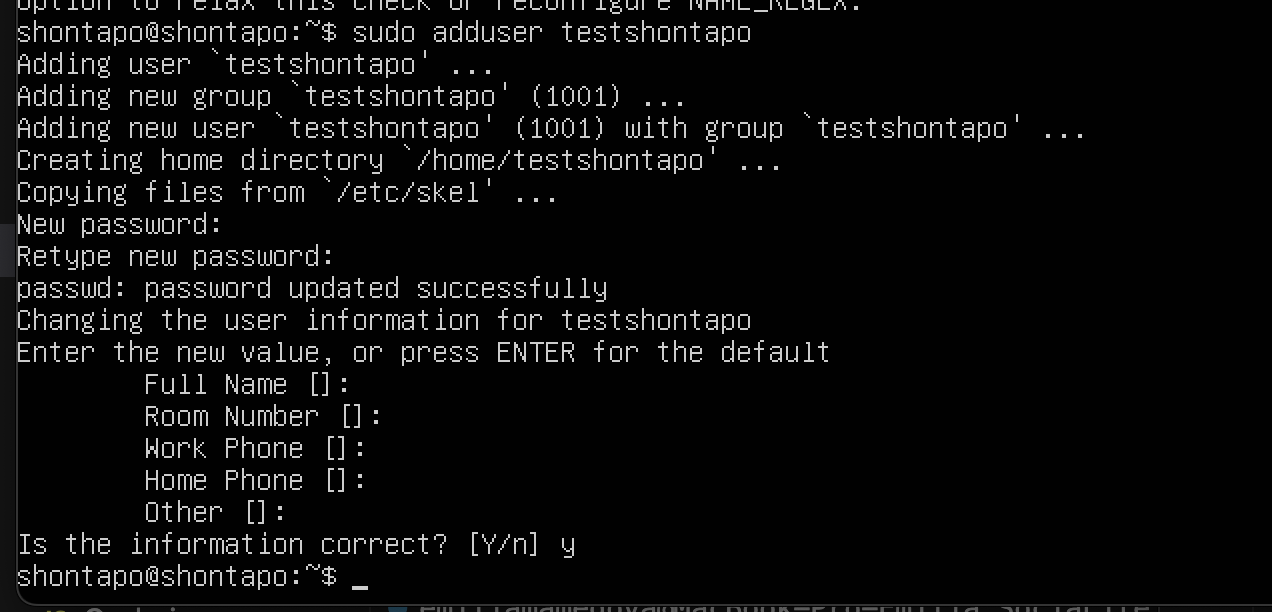 option to relax this check or reconfigure NAME_REGEX.
shontapo@shontapo:~$ sudo adduser testshontapo
Adding user `testshontapo' ...
Adding new group `testshontapo' (1001) ...
Adding new user `testshontapo' (1001) with group `testshontapo' ...
Creating home directory `/home/testshontapo' ...
Copying files from `/etc/skel' ...
New password:
Retype new password:
passwd: password updated successfully
Changing the user information for testshontapo
Enter the new value, or press ENTER for the default
        Full Name []:
        Room Number []:
        Work Phone []:
        Home Phone []:
        Other []:
Is the information correct? [Y/n] y
shontapo@shontapo:~$ _